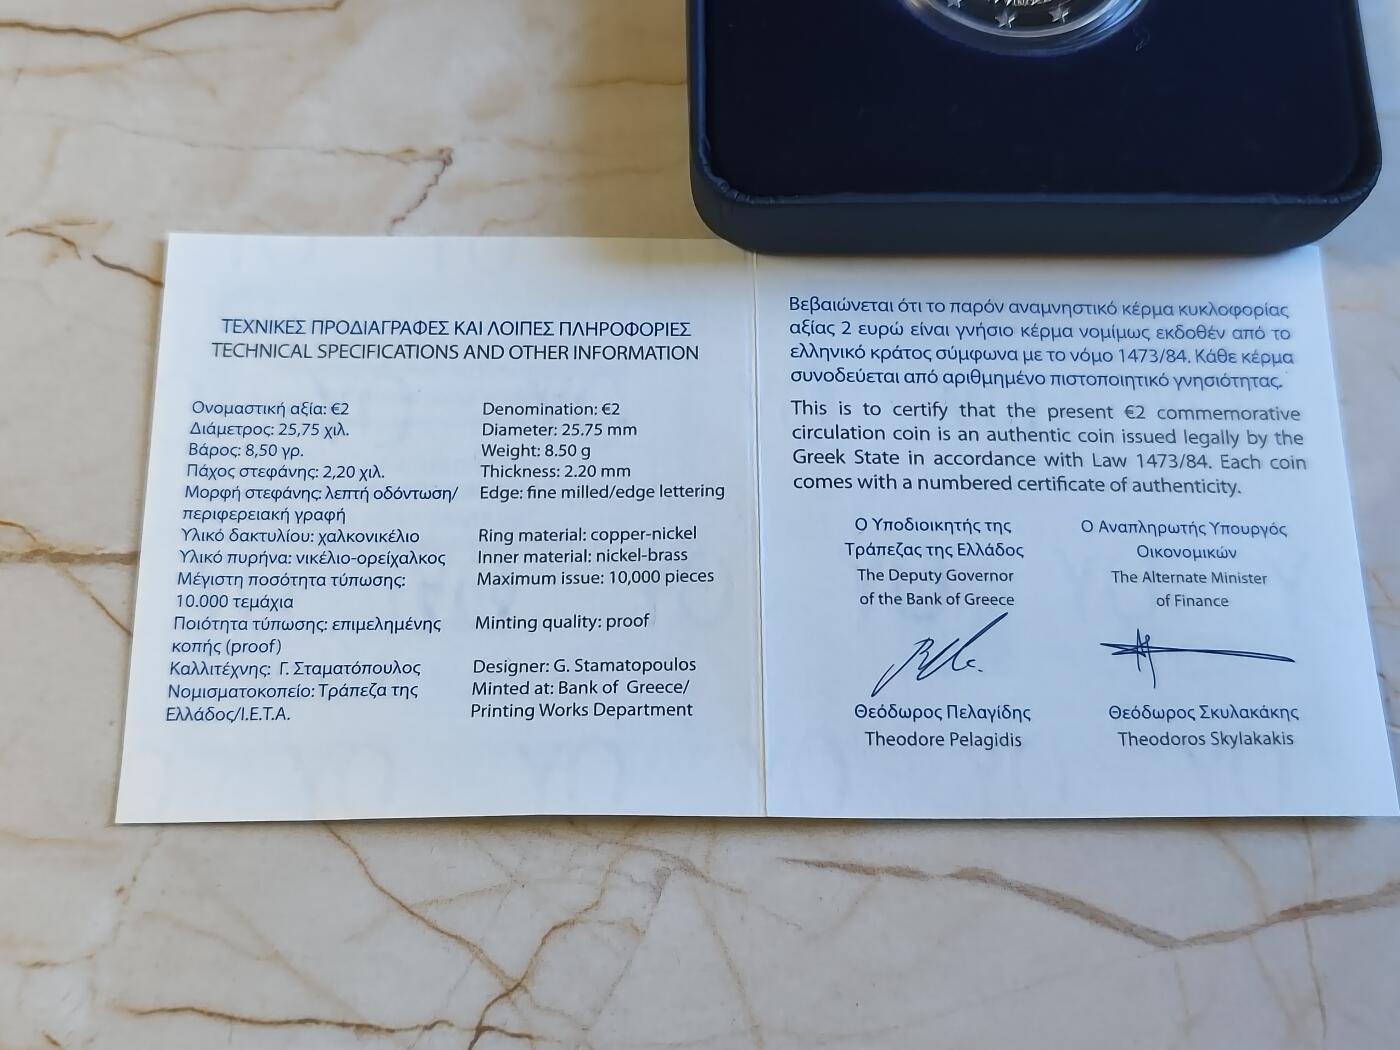 ΤΕΧΝΙΚΕΣ ΠΡΟΔΙΑΓΡΑΦΕΣ ΚΑΙ ΛΟΙΠΕΣ ΠΛΗΡΟΦΟΡΙΕΣ
TECHNICAL SPECIFICATIONS AND OTHER INFORMATION
Ονομαστική αξία: €2
Διάμετρος: 25,75 χιλ.
Βάρος: 8,50 γρ.
Πάχος στεφάνης: 2,20 χιλ.
Μορφή στεφάνης: λεπτή οδόντωση/
περιφερειακή γραφή
Υλικό δακτυλίου: χαλκονικέλιο
Υλικό πυρήνα: νικέλιο-ορείχαλκος
Μέγιστη ποσότητα τύπωσης:
10.000 τεμάχια
Ποιότητα τύπωσης: επιμελημένης
κοπής (proof)
Καλλιτέχνης: Γ. Σταματόπουλος
Νομισματοκοπείο: Τράπεζα της
Ελλάδος/Ι.Ε.Τ.Α.
Denomination: €2
Diameter: 25.75 mm
Weight: 8.50 g
Thickness: 2.20 mm
Edge: fine milled/edge lettering
Ring material: copper-nickel
Inner material: nickel-brass
Maximum issue: 10,000 pieces
Minting quality: proof
Designer: G. Stamatopoulos
Minted at: Bank of Greece/
Printing Works Department
Βεβαιώνεται ότι το παρόν αναμνηστικό κέρμα κυκλοφορίας
αξίας 2 ευρώ είναι γνήσιο κέρμα νομίμως εκδοθέν από το
ελληνικό κράτος σύμφωνα με το νόμο 1473/84. Κάθε κέρμα
συνοδεύεται από αριθμημένο πιστοποιητικό γνησιότητας.
This is to certify that the present €2 commemorative
circulation coin is an authentic coin issued legally by the
Greek State in accordance with Law 1473/84. Each coin
comes with a numbered certificate of authenticity.
Ο Υποδιοικητής της
Τράπεζας της Ελλάδος
The Deputy Governor
of the Bank of Greece
Θεόδωρος Πελαγίδης
Theodore Pelagidis
Ο Αναπληρωτής Υπουργός
Οικονομικών
The Alternate Minister
of Finance
Θεόδωρος Σκυλακάκης
Theodoros Skylakakis